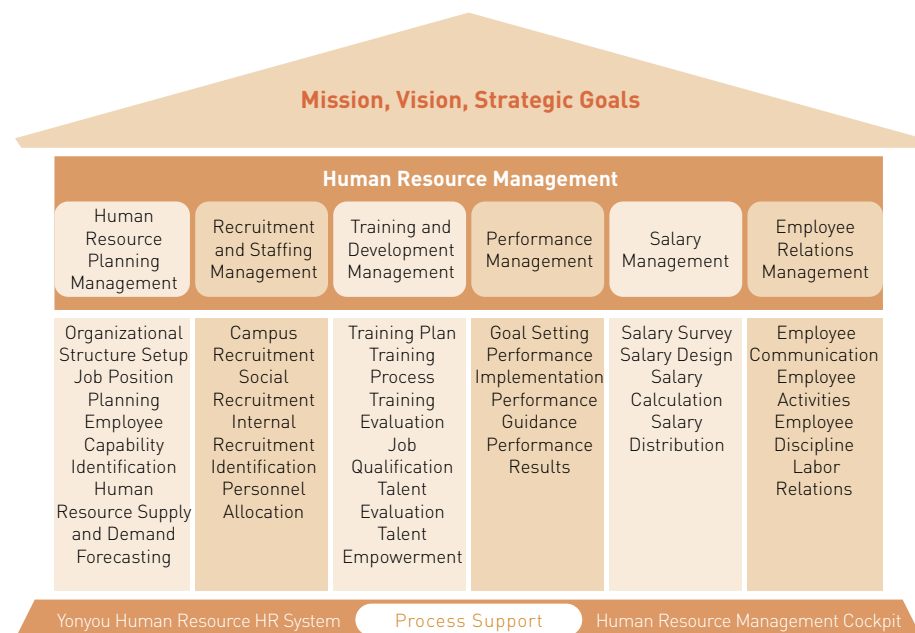 Mission, Vision, Strategic Goals
Human Resource Management
Human
Resource
Planning
Management
Recruitment
and Staffing
Management
Training and
Development
Management
Performance
Management
Salary
Management
Employee
Relations
Management
Organizational
Structure Setup
Job Position
Planning
Employee
Capability
Identification
Human
Resource Supply
and Demand
Forecasting
Campus
Recruitment
Social
Recruitment
Internal
Recruitment
Identification
Personnel
Allocation
Training Plan
Training
Process
Training
Evaluation
Job
Qualification
Talent
Evaluation
Talent
Empowerment
Goal Setting
Performance
Implementation
Performance
Guidance
Performance
Results
Salary Survey
Salary Design
Salary
Calculation
Salary
Distribution
Employee
Communication
Employee
Activities
Employee
Discipline
Labor
Relations
Yonyou Human Resource HR System
Process Support
Human Resource Management Cockpit